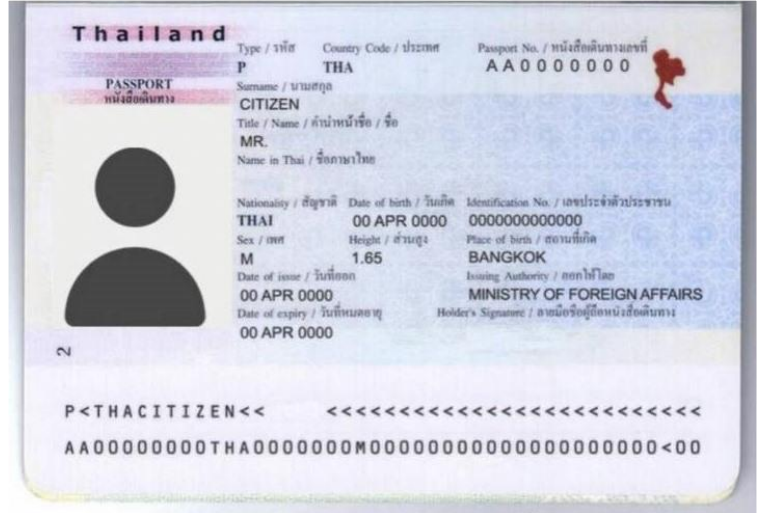 Thailand
PASSPORT
หนังสือเดินทาง
Type / รหัส Country Code / ประเทศ Passport No. / หนังสือเดินทางเลขที่
P THA AA0000000
Surname / นามสกุล
CITIZEN
Title / Name / คำนำหน้าชื่อ / ชื่อ
MR.
Name in Thai / ชื่อภาษาไทย
Nationality / สัญชาติ Date of birth / วันเกิด Identification No. / เลขประจำตัวประชาชน
THAI 00 APR 0000 0000000000000
Sex / เพศ Height / ส่วนสูง Place of birth / สถานที่เกิด
M 1.65 BANGKOK
Date of issue / วันที่ออก Issuing Authority / ออกให้โดย
00 APR 0000 MINISTRY OF FOREIGN AFFAIRS
Date of expiry / วันที่หมดอายุ Holder's Signature / ลายมือชื่อผู้ถือหนังสือเดินทาง
00 APR 0000
2
P<THACITIZEN<< <<<<<<<<<<<<<<<<<<<<<<<<<<
AA00000000THA0000000M00000000000000000000<00